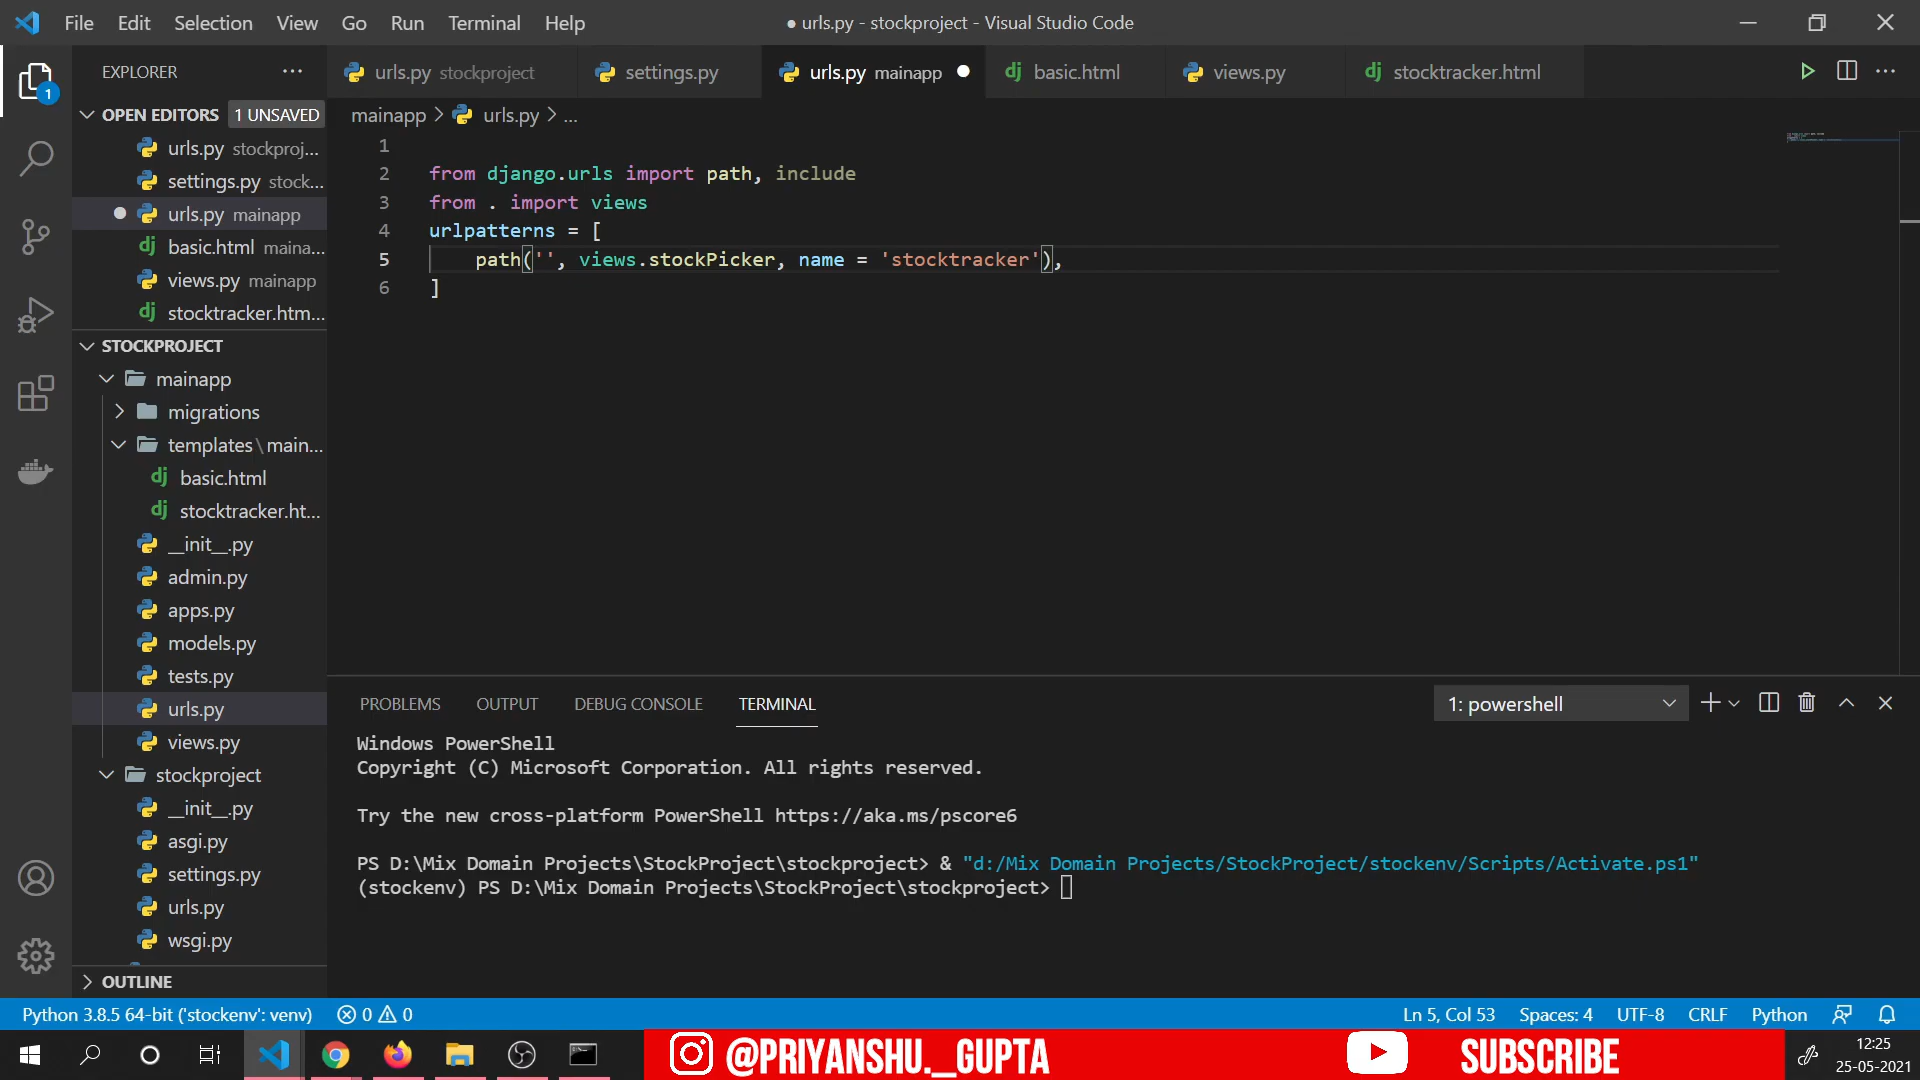 File Edit Selection View Go Run Terminal Help
● urls.py - stockproject - Visual Studio Code
EXPLORER ···
urls.py stockproject
settings.py
urls.py mainapp
basic.html
views.py
stocktracker.html
1
OPEN EDITORS 1 UNSAVED
urls.py stockproj...
settings.py stock...
urls.py mainapp
basic.html maina...
views.py mainapp
stocktracker.htm...
STOCKPROJECT
mainapp
migrations
templates\main...
basic.html
stocktracker.ht...
__init__.py
admin.py
apps.py
models.py
tests.py
urls.py
views.py
stockproject
__init__.py
asgi.py
settings.py
urls.py
wsgi.py
OUTLINE
mainapp > urls.py > ...
1
2 from django.urls import path, include
3 from . import views
4 urlpatterns = [
5 path('', views.stockPicker, name = 'stocktracker'),
6 ]
PROBLEMS OUTPUT DEBUG CONSOLE TERMINAL
1: powershell
Windows PowerShell
Copyright (C) Microsoft Corporation. All rights reserved.
Try the new cross-platform PowerShell https://aka.ms/pscore6
PS D:\Mix Domain Projects\StockProject\stockproject> & "d:/Mix Domain Projects/StockProject/stockenv/Scripts/Activate.ps1"
(stockenv) PS D:\Mix Domain Projects\StockProject\stockproject>
Python 3.8.5 64-bit ('stockenv': venv) 0 0
Ln 5, Col 53 Spaces: 4 UTF-8 CRLF Python
@PRIYANSHU._GUPTA
SUBSCRIBE
12:25
25-05-2021